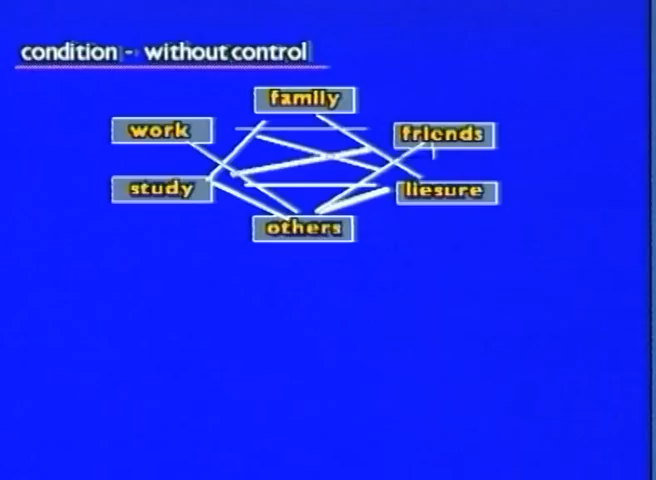 condition - without control
family
work
friends
study
liesure
others